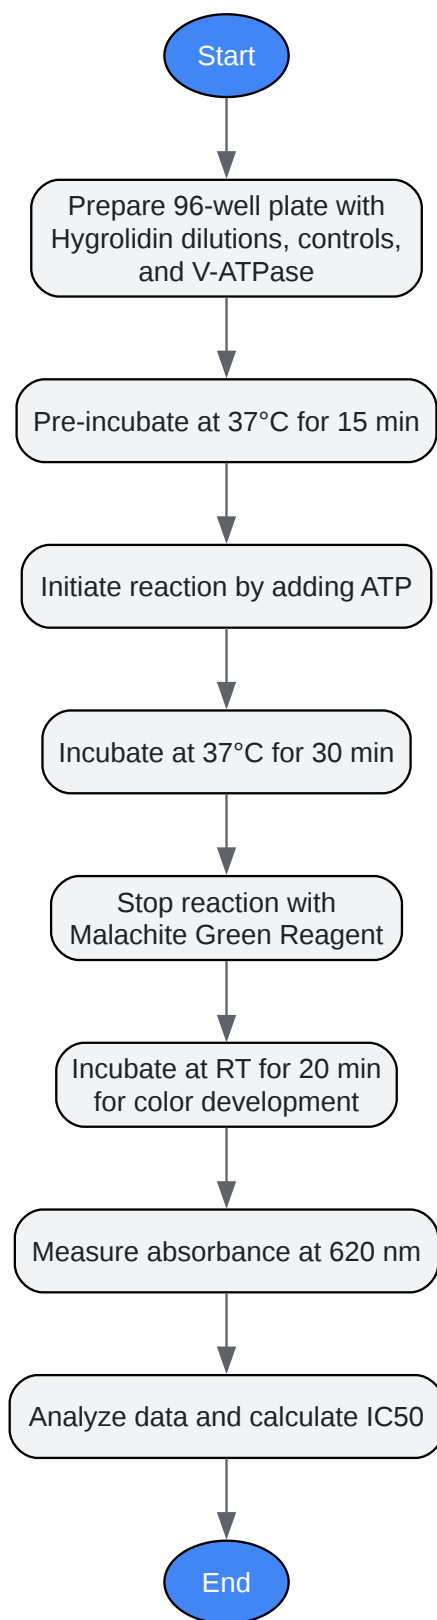 Start
Prepare 96-well plate with
Hygrolidin dilutions, controls,
and V-ATPase
Pre-incubate at 37°C for 15 min
Initiate reaction by adding ATP
Incubate at 37°C for 30 min
Stop reaction with
Malachite Green Reagent
Incubate at RT for 20 min
for color development
Measure absorbance at 620 nm
Analyze data and calculate IC50
End